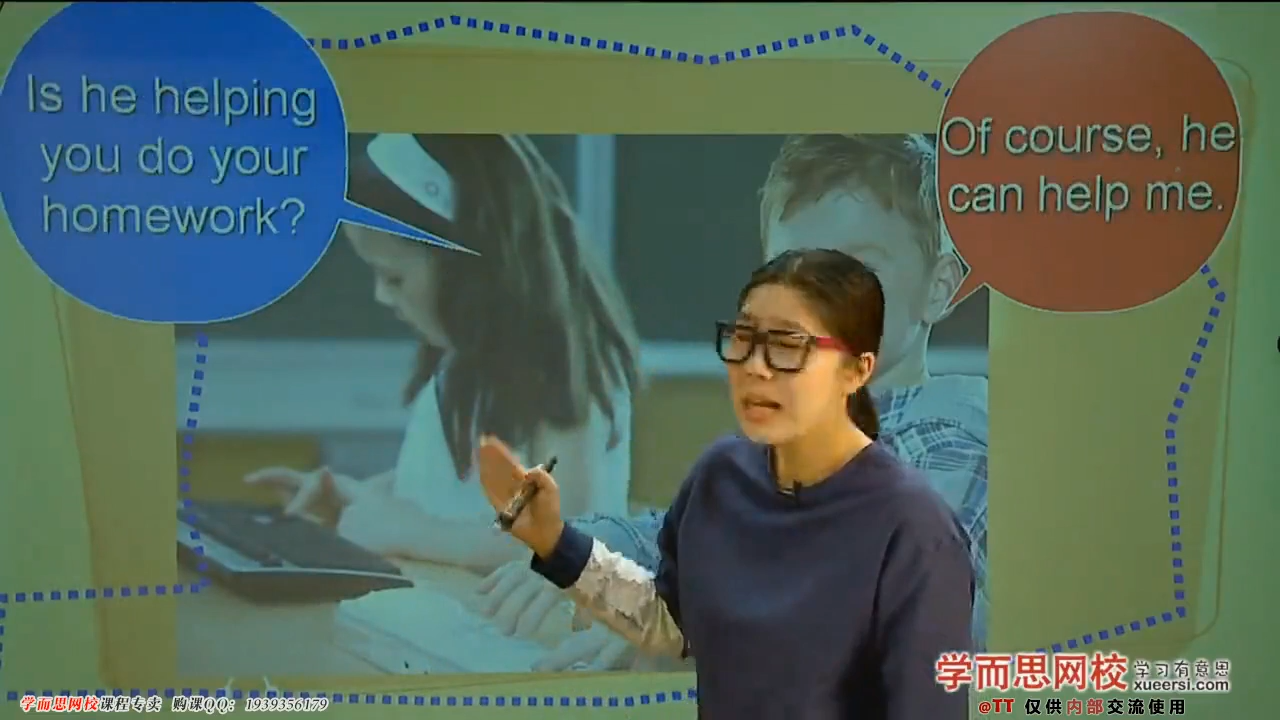 Is he helping
you do your
homework?
Of course, he
can help me.
学而思网校 学习有意思
xueersi.com
学而思网校课程专卖 购课QQ：1939356179
@TT 仅供内部交流使用